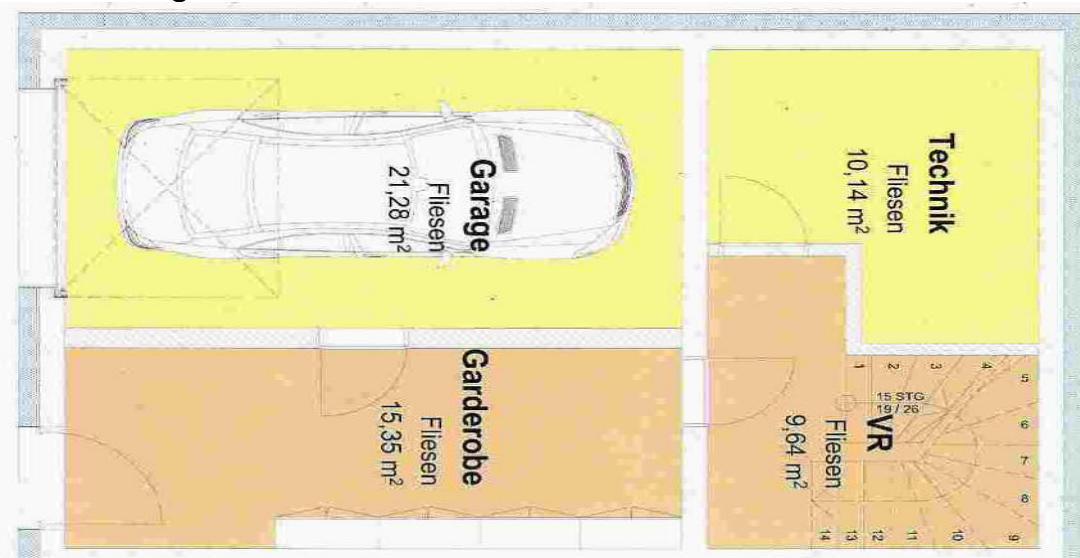 Garage
Fliesen
21,28 m²
Technik
Fliesen
10,14 m²
Garderobe
Fliesen
15,35 m²
VR
Fliesen
9,64 m²
15 STG
19 / 26
1
2
3
4
5
6
7
8
9
10
11
12
13
14